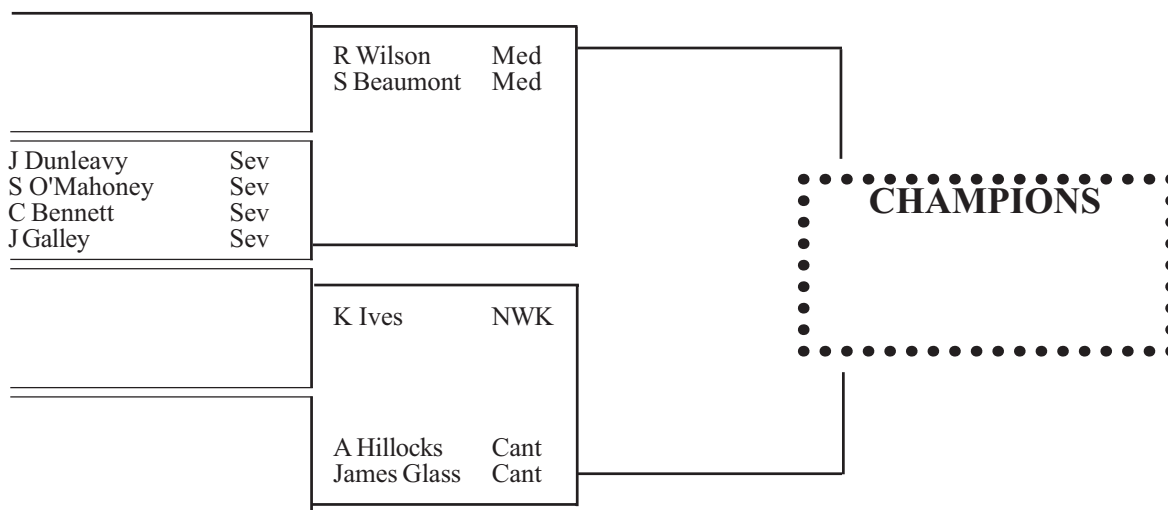 R Wilson Med
S Beaumont Med
J Dunleavy Sev
S O'Mahoney Sev
C Bennett Sev
J Galley Sev
K Ives NWK
A Hillocks Cant
James Glass Cant
CHAMPIONS